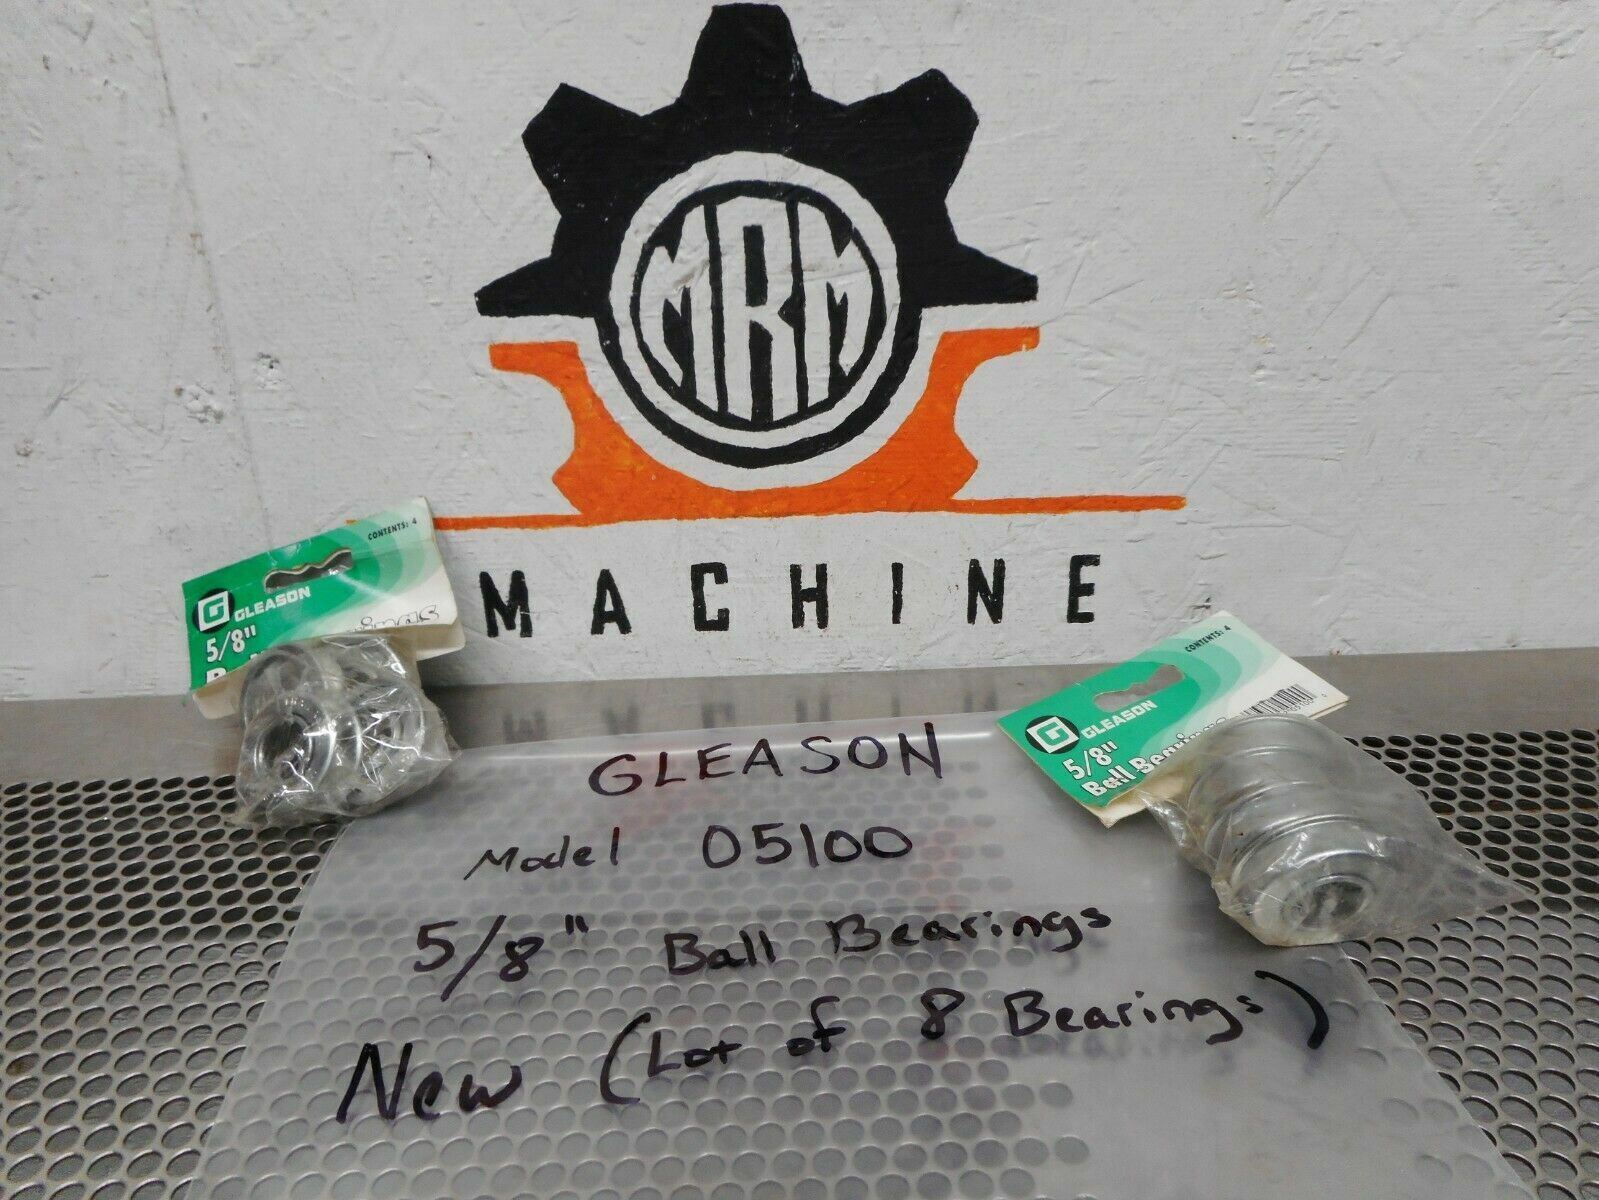 MRM
MACHINE
CONTENTS: 4
G GLEASON
5/8"
CONTENTS: 4
G GLEASON
5/8"
Ball Bearings
GLEASON
Model 05100
5/8" Ball Bearings
New (Lot of 8 Bearings)